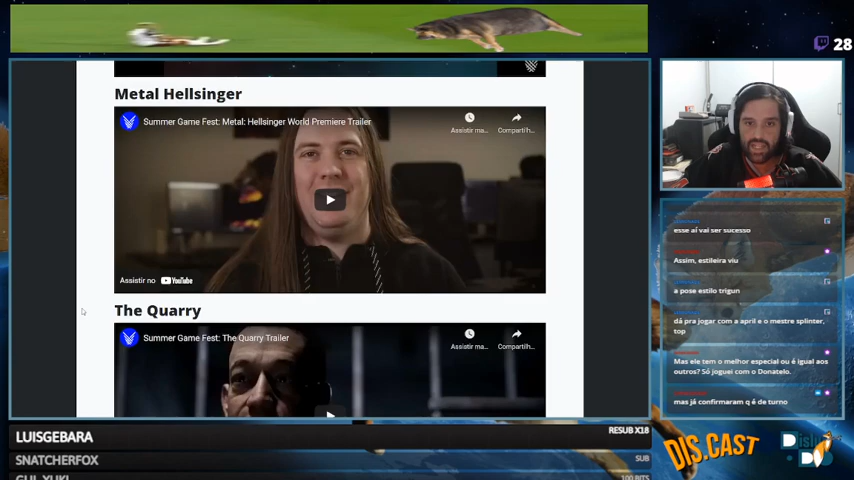 28
Metal Hellsinger
Summer Game Fest: Metal: Hellsinger World Premiere Trailer
Assistir ma...
Compartilh...
Assistir no YouTube
The Quarry
Summer Game Fest: The Quarry Trailer
Assistir ma...
Compartilh...
esse aí vai ser sucesso
Assim, estileira viu
a pose estilo trigun
dá pra jogar com a april e o mestre splinter,
top
Mas ele tem o melhor especial ou é igual aos
outros? Só joguei com o Donatelo.
mas já confirmaram q é de turno
LUISGEBARA
RESUB X18
SNATCHERFOX
SUB
100 BITS
DIS.CAST